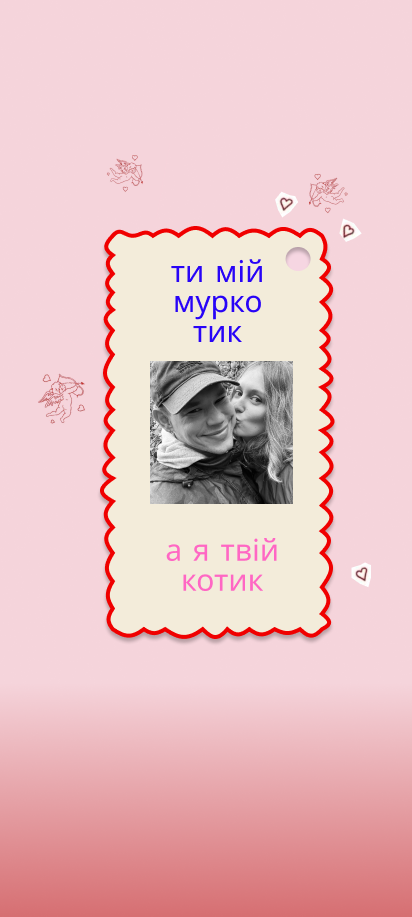 ти мій
мурко
тик
а я твій
котик